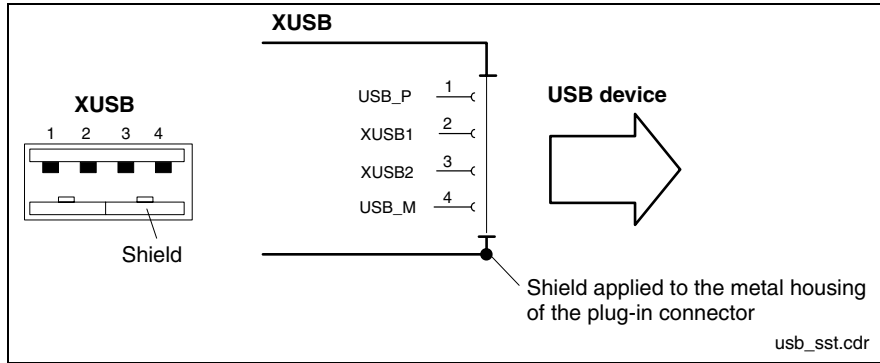 XUSB
XUSB
1 2 3 4
Shield
USB_P 1
XUSB1 2
XUSB2 3
USB_M 4
USB device
Shield applied to the metal housing
of the plug-in connector
usb_sst.cdr